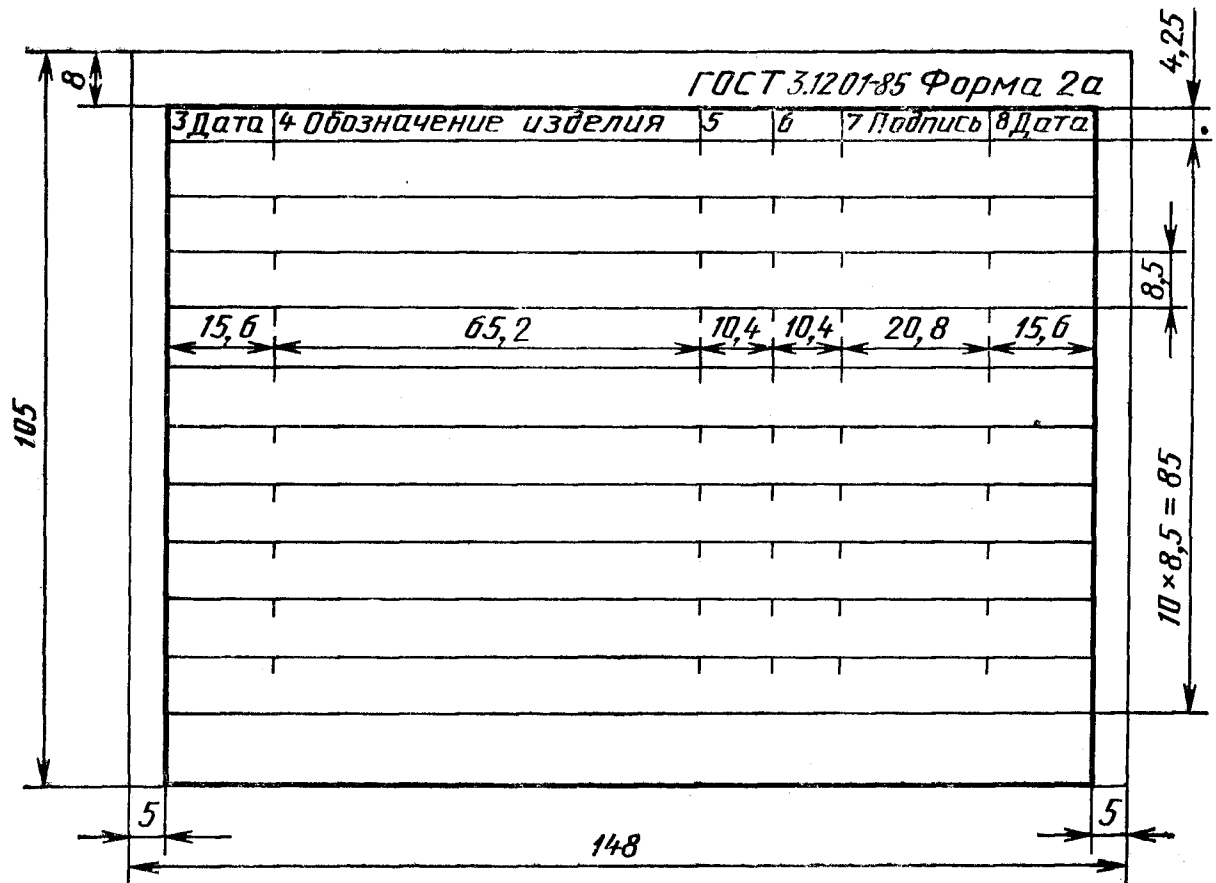 4,25
8
ГОСТ 3.1201-85 Форма 2а
3 Дата 4 Обозначение изделия 5 6 7 Подпись 8 Дата
8,5
15,6 65,2 10,4 10,4 20,8 15,6
105
10 × 8,5 = 85
5 5
148